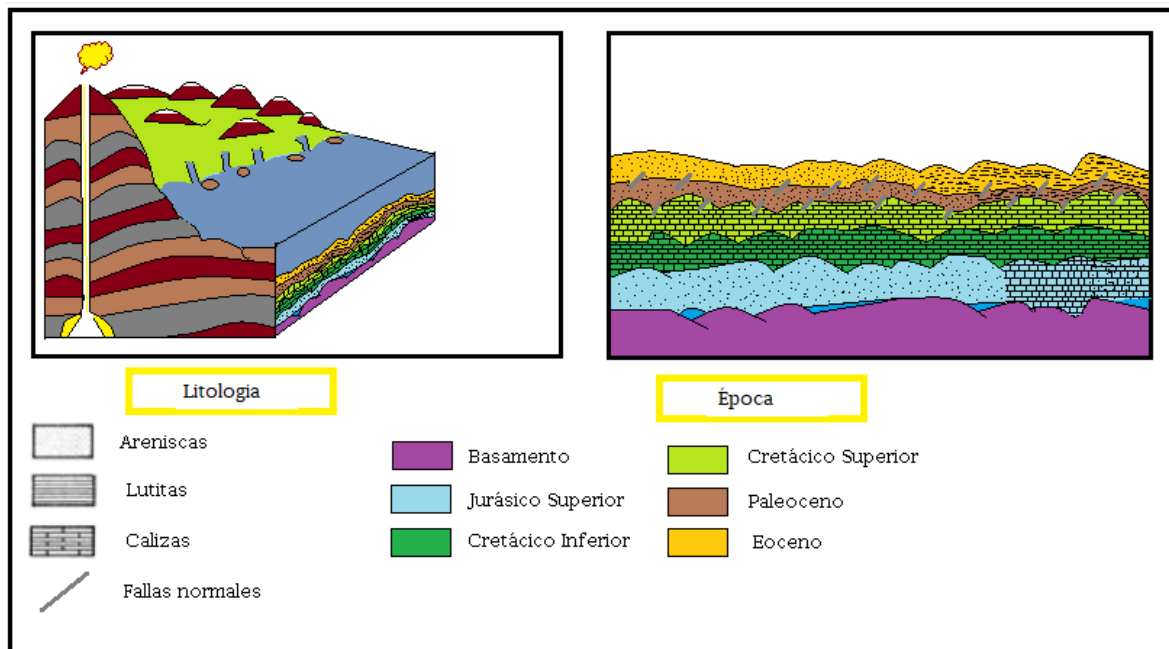 Litologia
Época
Areniscas
Lutitas
Calizas
Fallas normales
Basamento
Jurásico Superior
Cretácico Inferior
Cretácico Superior
Paleoceno
Eoceno